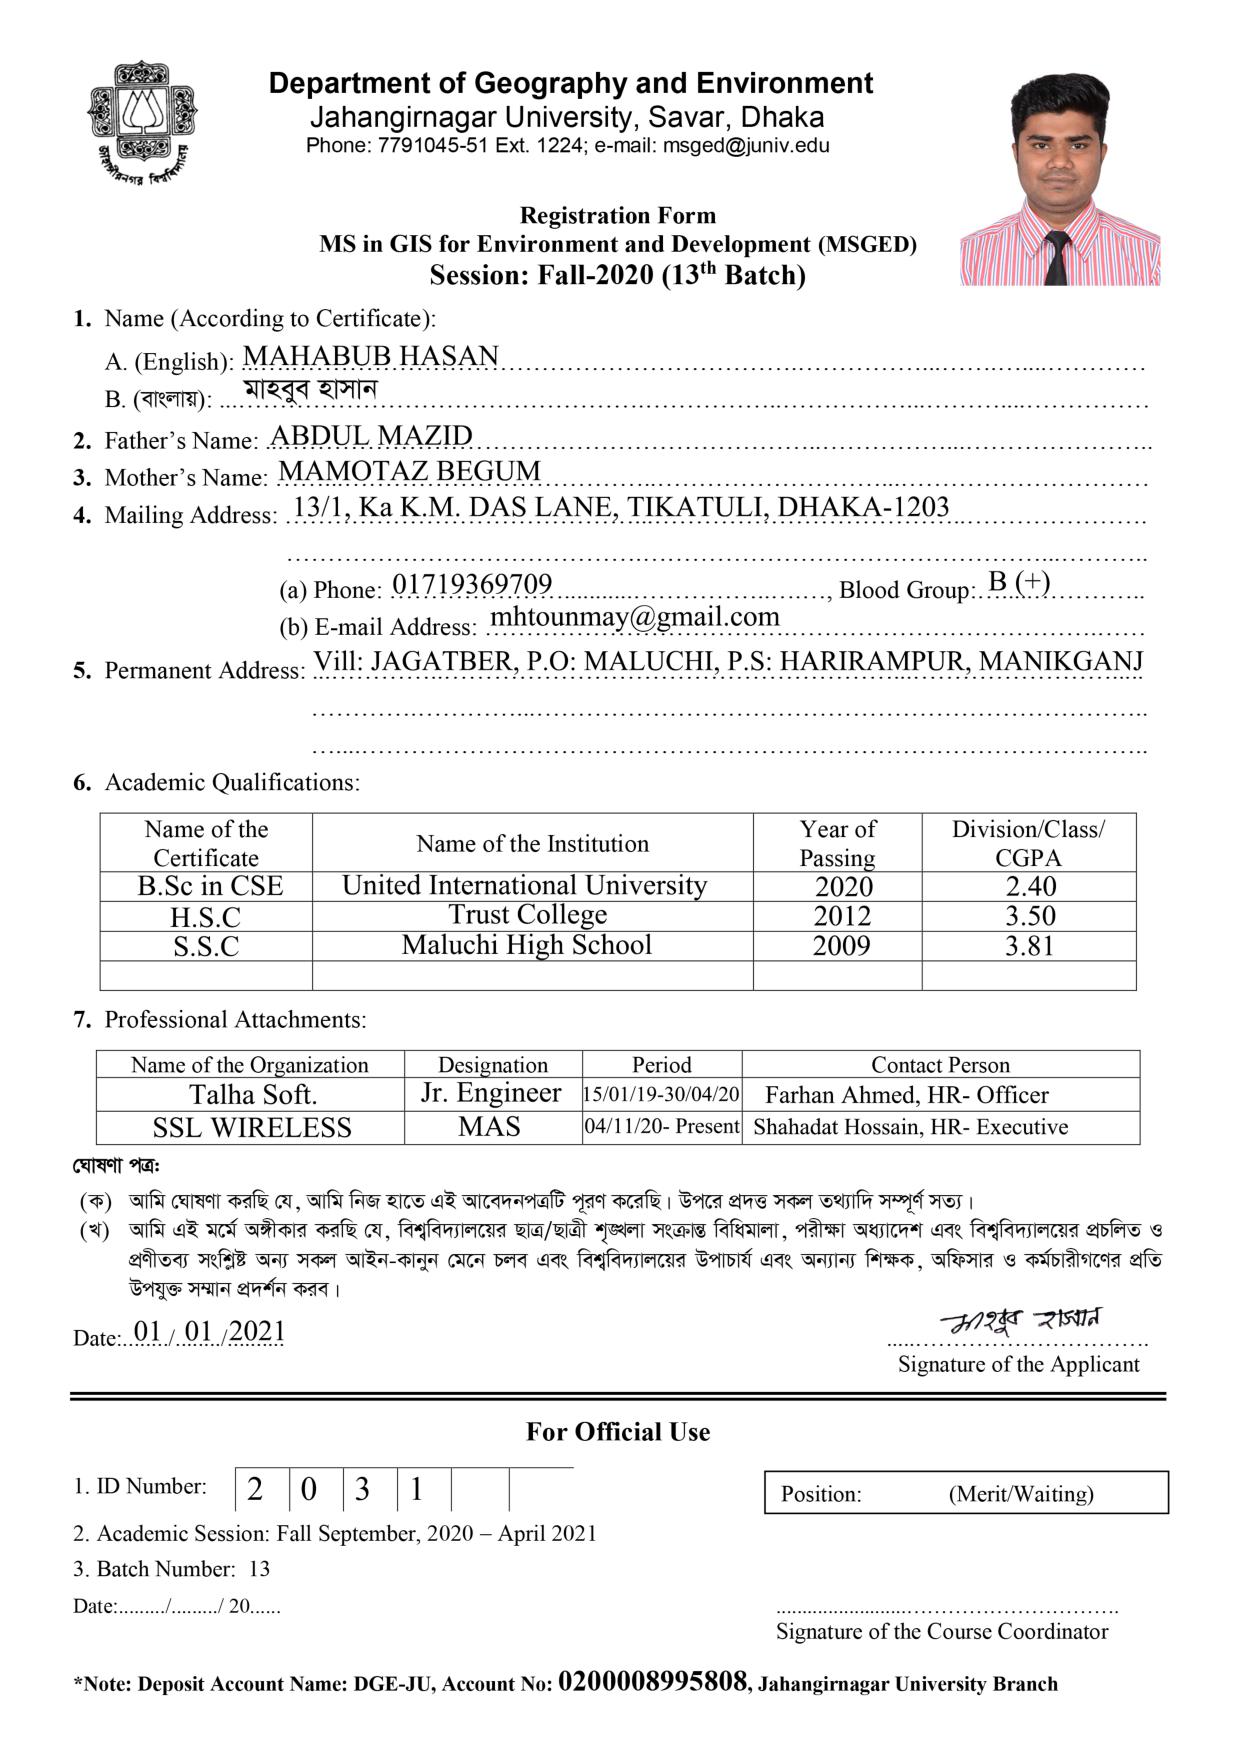 জাহাঙ্গীরনগর বিশ্ববিদ্যালয়
Department of Geography and Environment
Jahangirnagar University, Savar, Dhaka
Phone: 7791045-51 Ext. 1224; e-mail: msged@juniv.edu
Registration Form
MS in GIS for Environment and Development (MSGED)
Session: Fall-2020 (13th Batch)
1. Name (According to Certificate):
A. (English): MAHABUB HASAN
B. (বাংলায়): মাহবুব হাসান
2. Father's Name: ABDUL MAZID
3. Mother's Name: MAMOTAZ BEGUM
4. Mailing Address: 13/1, Ka K.M. DAS LANE, TIKATULI, DHAKA-1203
(a) Phone: 01719369709, Blood Group: B (+)
(b) E-mail Address: mhtounmay@gmail.com
5. Permanent Address: Vill: JAGATBER, P.O: MALUCHI, P.S: HARIRAMPUR, MANIKGANJ
6. Academic Qualifications:
Name of the Certificate Name of the Institution Year of Passing Division/Class/ CGPA
B.Sc in CSE United International University 2020 2.40
H.S.C Trust College 2012 3.50
S.S.C Maluchi High School 2009 3.81
7. Professional Attachments:
Name of the Organization Designation Period Contact Person
Talha Soft. Jr. Engineer 15/01/19-30/04/20 Farhan Ahmed, HR- Officer
SSL WIRELESS MAS 04/11/20- Present Shahadat Hossain, HR- Executive
ঘোষণা পত্র:
(ক) আমি ঘোষণা করছি যে, আমি নিজ হাতে এই আবেদনপত্রটি পূরণ করেছি। উপরে প্রদত্ত সকল তথ্যাদি সম্পূর্ণ সত্য।
(খ) আমি এই মর্মে অঙ্গীকার করছি যে, বিশ্ববিদ্যালয়ের ছাত্র/ছাত্রী শৃঙ্খলা সংক্রান্ত বিধিমালা, পরীক্ষা অধ্যাদেশ এবং বিশ্ববিদ্যালয়ের প্রচলিত ও
প্রণীতব্য সংশ্লিষ্ট অন্য সকল আইন-কানুন মেনে চলব এবং বিশ্ববিদ্যালয়ের উপাচার্য এবং অন্যান্য শিক্ষক, অফিসার ও কর্মচারীগণের প্রতি
উপযুক্ত সম্মান প্রদর্শন করব।
মাহবুব হাসান
Date: 01 / 01 /2021
Signature of the Applicant
For Official Use
1. ID Number: 2 0 3 1
Position: (Merit/Waiting)
2. Academic Session: Fall September, 2020 – April 2021
3. Batch Number: 13
Date:........./........./ 20......
Signature of the Course Coordinator
*Note: Deposit Account Name: DGE-JU, Account No: 0200008995808, Jahangirnagar University Branch